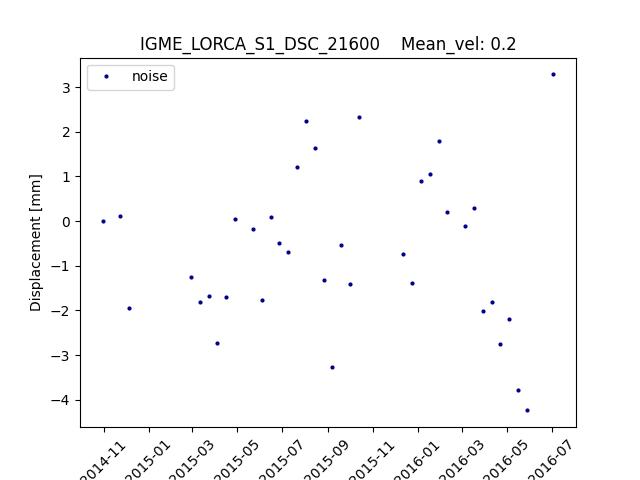 IGME_LORCA_S1_DSC_21600    Mean_vel: 0.2
noise
Displacement [mm]
3
2
1
0
−1
−2
−3
−4
2014-11 2015-01 2015-03 2015-05 2015-07 2015-09 2015-11 2016-01 2016-03 2016-05 2016-07